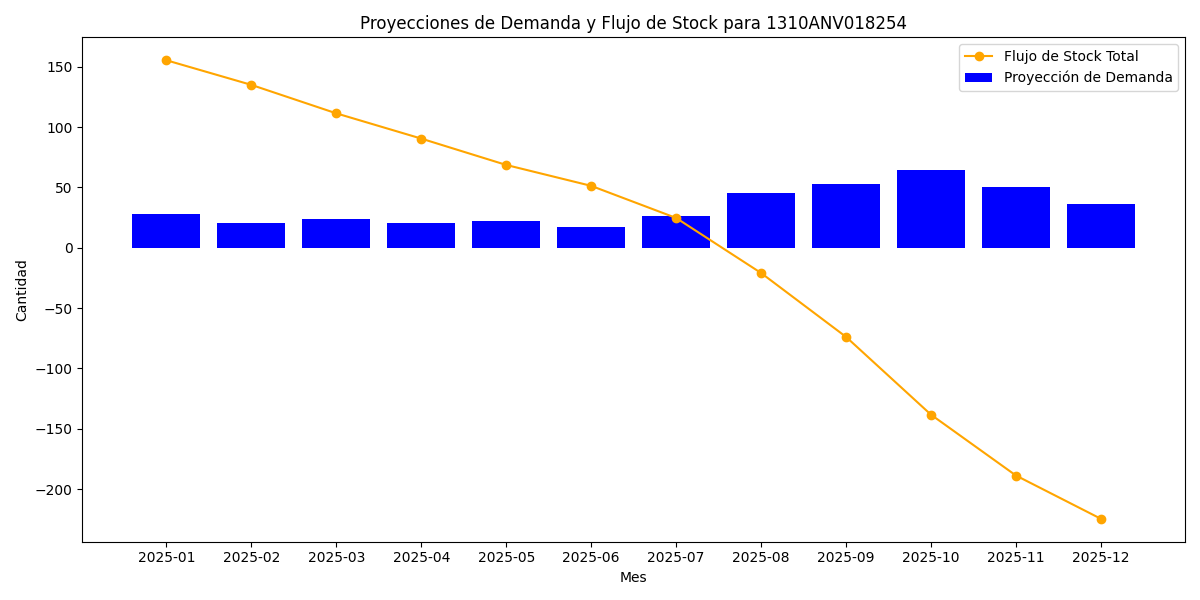 Proyecciones de Demanda y Flujo de Stock para 1310ANV018254
Flujo de Stock Total
Proyección de Demanda
Cantidad
150
100
50
0
−50
−100
−150
−200
2025-01 2025-02 2025-03 2025-04 2025-05 2025-06 2025-07 2025-08 2025-09 2025-10 2025-11 2025-12
Mes